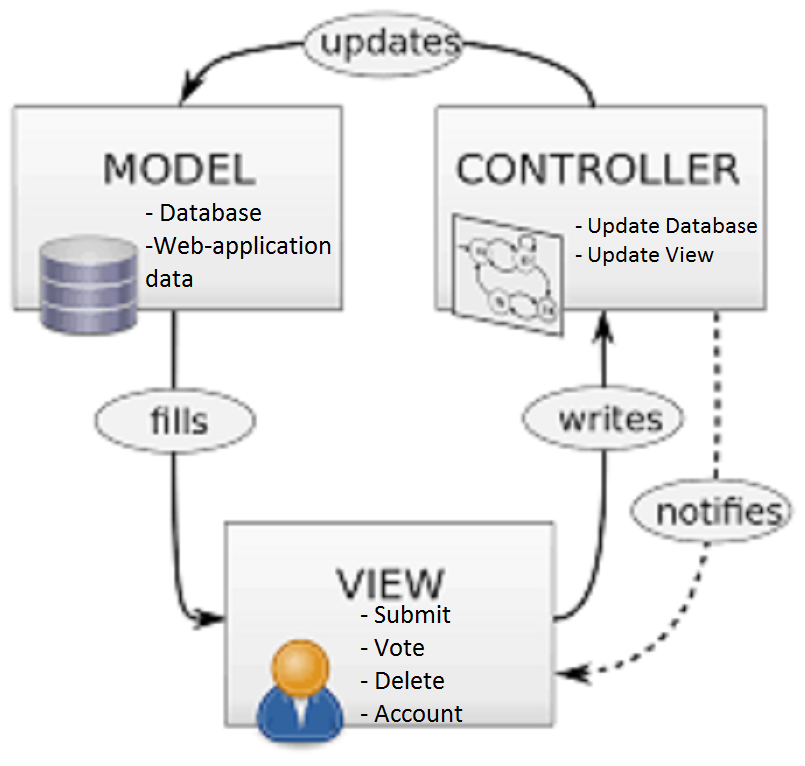 updates
MODEL
- Database
-Web-application
data
CONTROLLER
- Update Database
- Update View
fills
writes
notifies
VIEW
- Submit
- Vote
- Delete
- Account